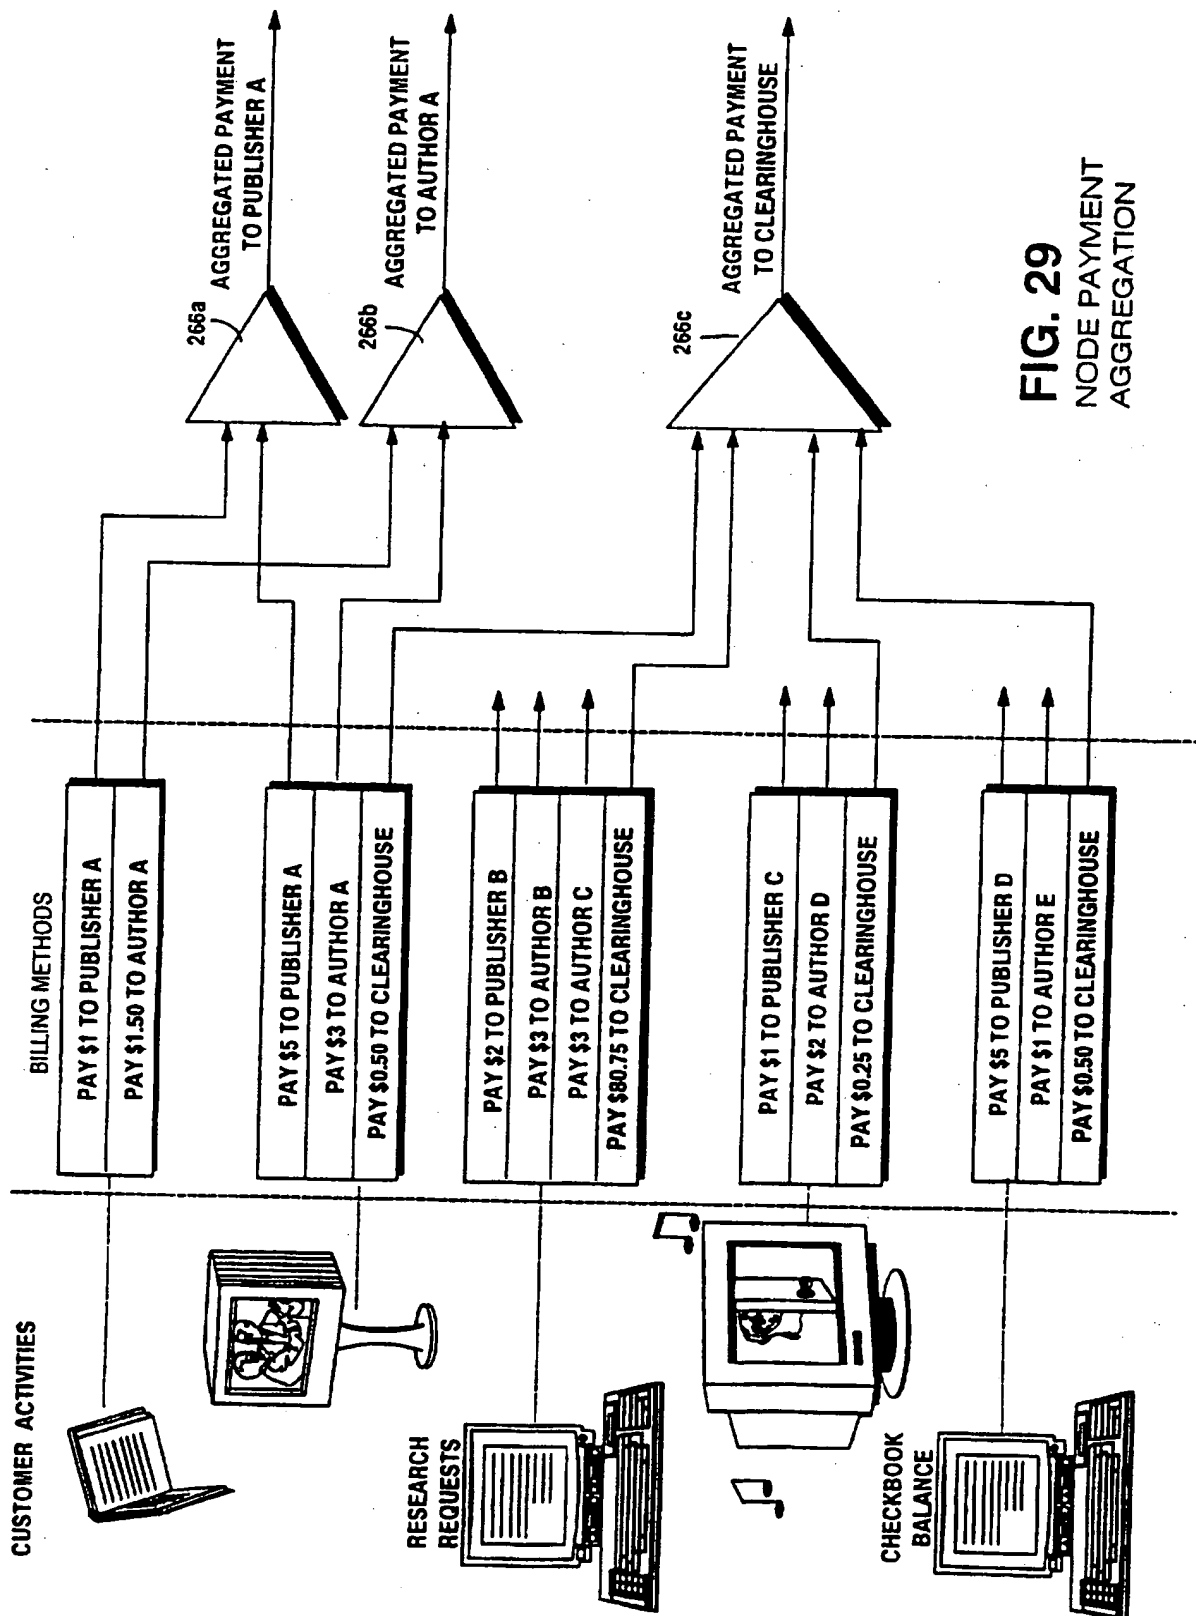 CUSTOMER ACTIVITIES
RESEARCH
REQUESTS
CHECKBOOK
BALANCE
BILLING METHODS
PAY $1 TO PUBLISHER A
PAY $1.50 TO AUTHOR A
PAY $5 TO PUBLISHER A
PAY $3 TO AUTHOR A
PAY $0.50 TO CLEARINGHOUSE
PAY $2 TO PUBLISHER B
PAY $3 TO AUTHOR B
PAY $3 TO AUTHOR C
PAY $80.75 TO CLEARINGHOUSE
PAY $1 TO PUBLISHER C
PAY $2 TO AUTHOR D
PAY $0.25 TO CLEARINGHOUSE
PAY $5 TO PUBLISHER D
PAY $1 TO AUTHOR E
PAY $0.50 TO CLEARINGHOUSE
266a
AGGREGATED PAYMENT
TO PUBLISHER A
266b
AGGREGATED PAYMENT
TO AUTHOR A
266c
AGGREGATED PAYMENT
TO CLEARINGHOUSE
FIG. 29
NODE PAYMENT
AGGREGATION